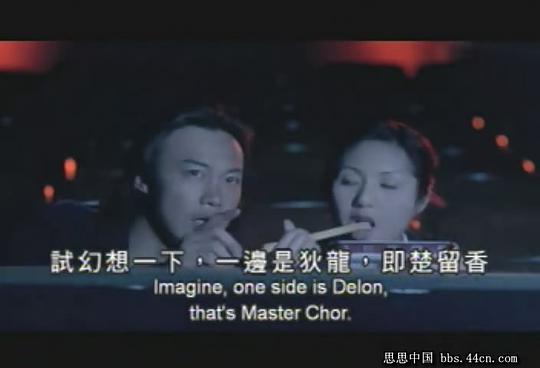 試幻想一下，一邊是狄龍，即楚留香
Imagine, one side is Delon,
that's Master Chor.
思思中国 bbs.44cn.com